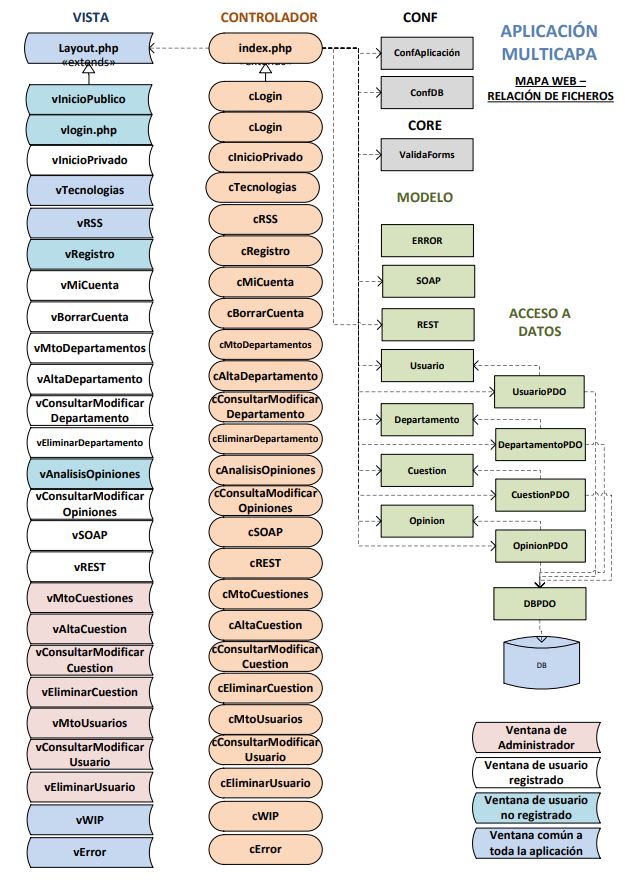 VISTA
Layout.php
«extends»
vInicioPublico
vlogin.php
vInicioPrivado
vTecnologias
vRSS
vRegistro
vMiCuenta
vBorrarCuenta
vMtoDepartamentos
vAltaDepartamento
vConsultarModificar
Departamento
vEliminarDepartamento
vAnalisisOpiniones
vConsultarModificar
Opiniones
vSOAP
vREST
vMtoCuestiones
vAltaCuestion
vConsultarModificar
Cuestion
vEliminarCuestion
vMtoUsuarios
vConsultarModificar
Usuario
vEliminarUsuario
vWIP
vError
CONTROLADOR
index.php
«extends»
cLogin
cLogin
cInicioPrivado
cTecnologias
cRSS
cRegistro
cMiCuenta
cBorrarCuenta
cMtoDepartamentos
cAltaDepartamento
cConsultarModificar
Departamento
cEliminarDepartamento
cAnalisisOpiniones
cConsultaModificar
Opiniones
cSOAP
cREST
cMtoCuestiones
cAltaCuestion
cConsultarModificar
Cuestion
cEliminarCuestion
cMtoUsuarios
cConsultarModificar
Usuario
cEliminarUsuario
cWIP
cError
CONF
ConfAplicación
ConfDB
CORE
ValidaForms
MODELO
ERROR
SOAP
REST
Usuario
Departamento
Cuestion
Opinion
APLICACIÓN
MULTICAPA
MAPA WEB –
RELACIÓN DE FICHEROS
ACCESO A
DATOS
UsuarioPDO
DepartamentoPDO
CuestionPDO
OpinionPDO
DBPDO
DB
Ventana de
Administrador
Ventana de usuario
registrado
Ventana de usuario
no registrado
Ventana común a
toda la aplicación